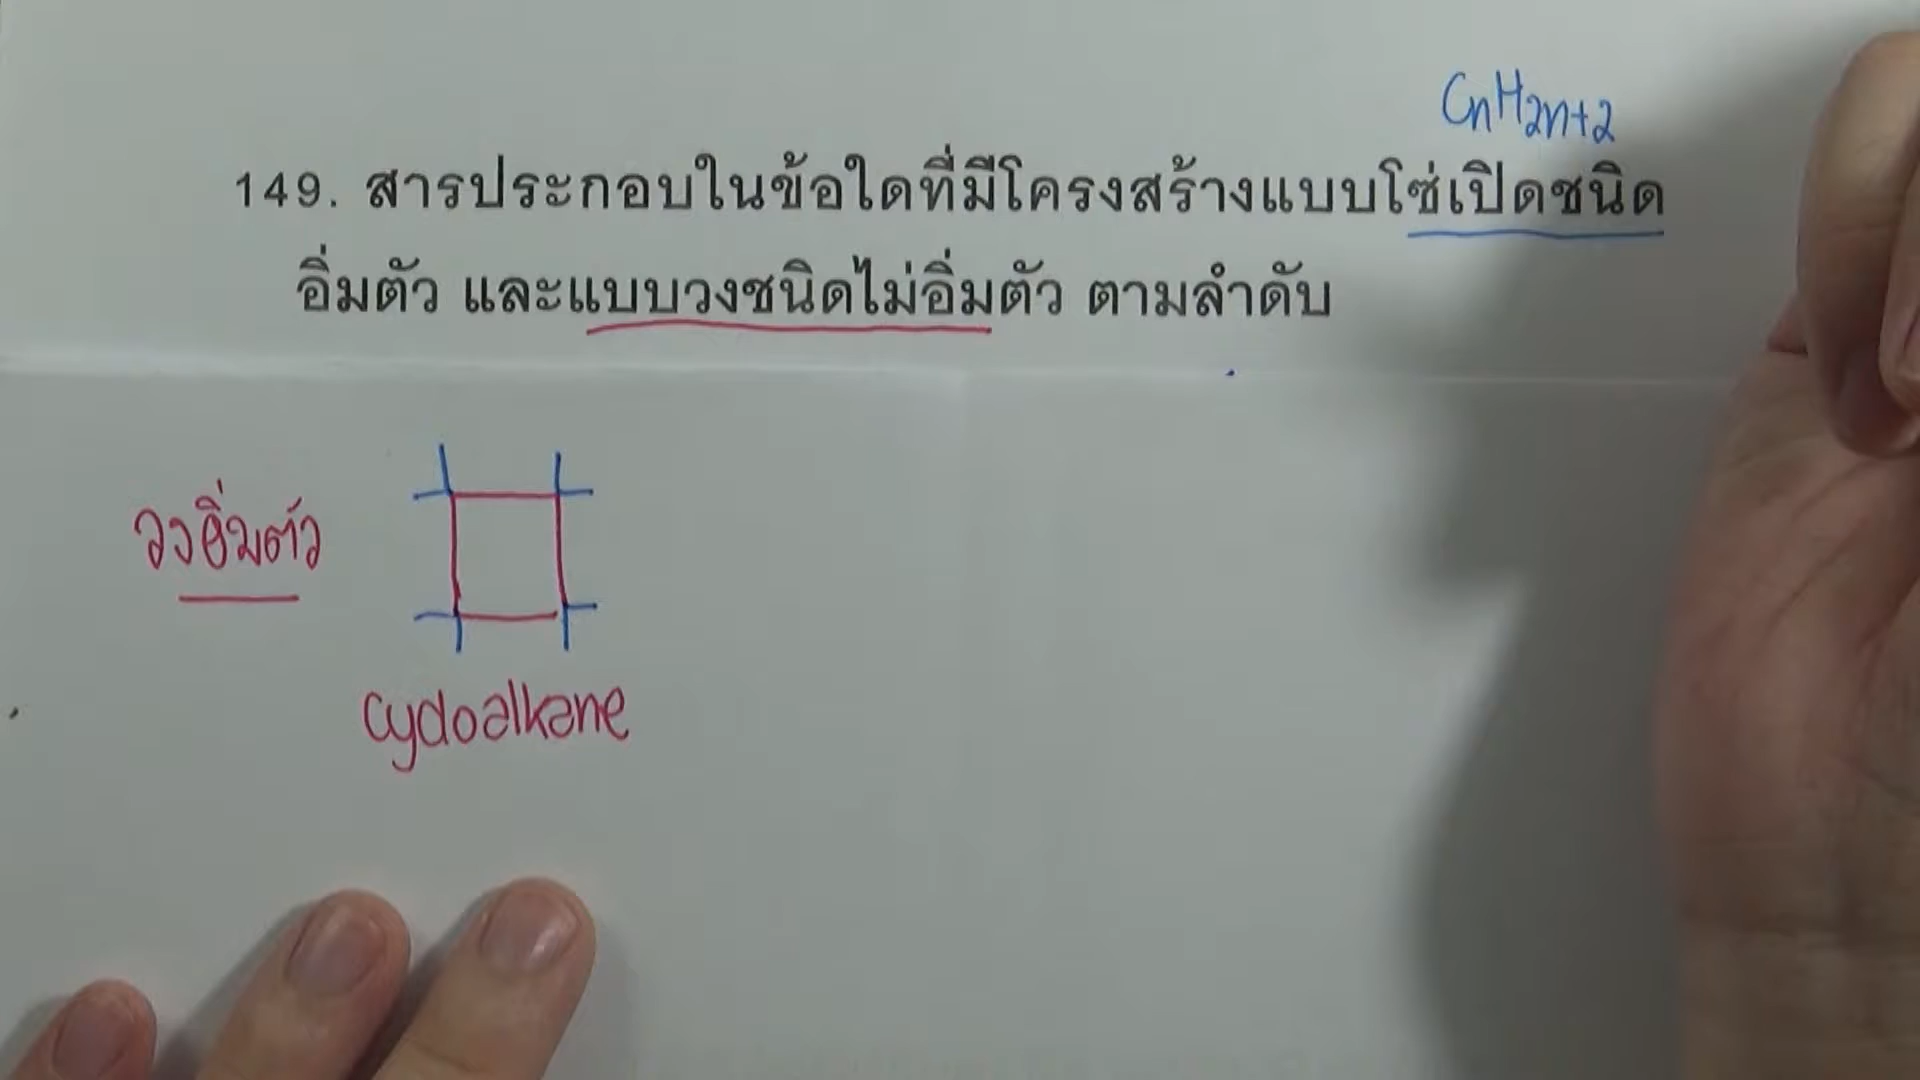 CnH2n+2
149. สารประกอบในข้อใดที่มีโครงสร้างแบบโซ่เปิดชนิด
อิ่มตัว และแบบวงชนิดไม่อิ่มตัว ตามลำดับ
วงอิ่มตัว
cycloalkane